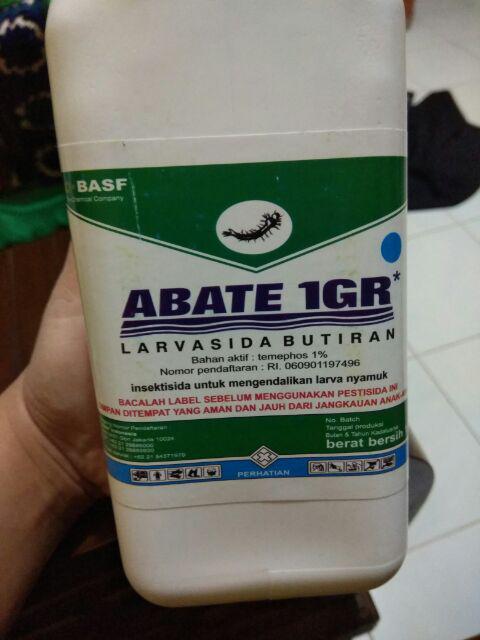 BASF
Chemical Company
ABATE 1GR*
LARVASIDA BUTIRAN
Bahan aktif : temephos 1%
Nomor pendaftaran : RI. 060901197496
insektisida untuk mengendalikan larva nyamuk
BACALAH LABEL SEBELUM MENGGUNAKAN PESTISIDA INI
DITEMPAT YANG AMAN DAN JAUH DARI JANGKAUAN
Nomor Pendaftaran :
Jakarta 10024
No. Batch
Tanggal produksi
Bulan & Tahun
berat bersih
PERHATIAN